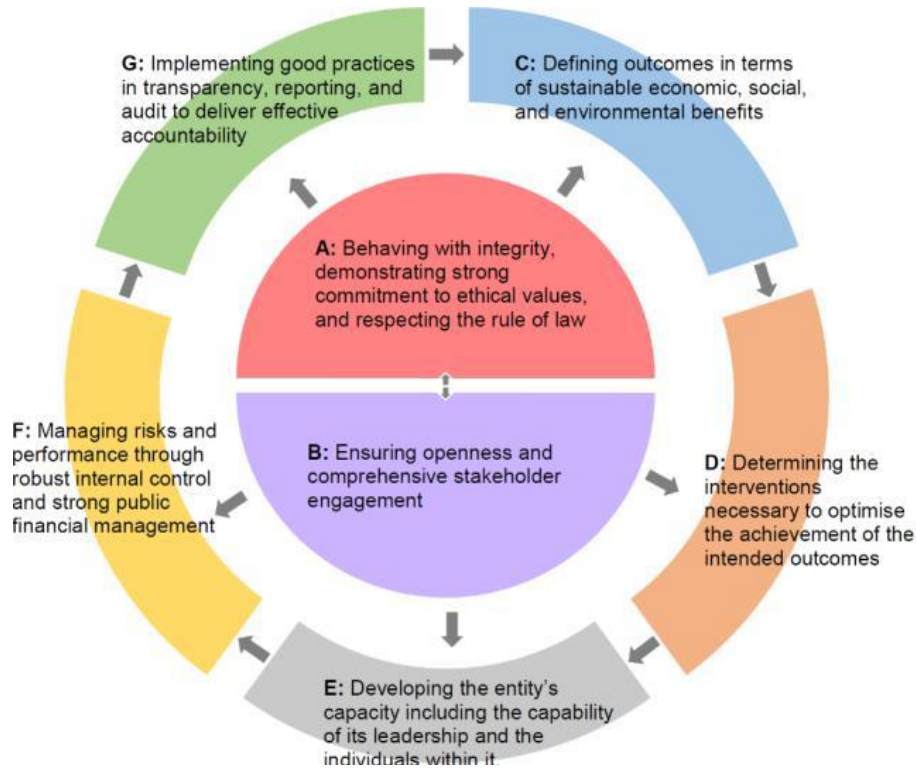 G: Implementing good practices
in transparency, reporting, and
audit to deliver effective
accountability
C: Defining outcomes in terms
of sustainable economic, social,
and environmental benefits
A: Behaving with integrity,
demonstrating strong
commitment to ethical values,
and respecting the rule of law
B: Ensuring openness and
comprehensive stakeholder
engagement
F: Managing risks and
performance through
robust internal control
and strong public
financial management
D: Determining the
interventions
necessary to optimise
the achievement of the
intended outcomes
E: Developing the entity’s
capacity including the capability
of its leadership and the
individuals within it.